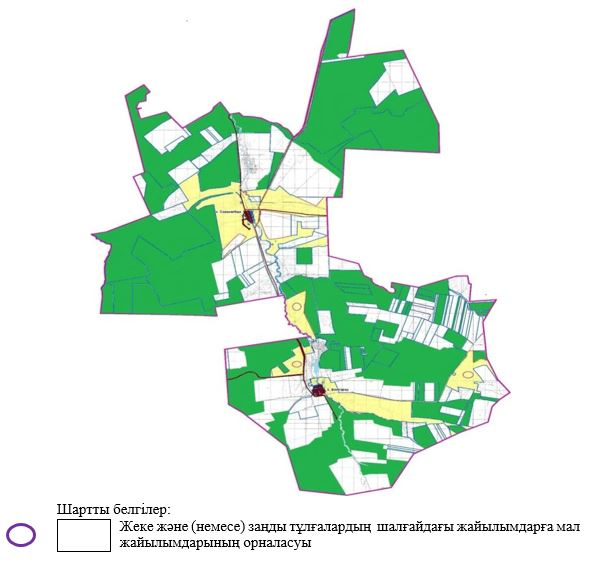 Шартты белгілер:
Жеке және (немесе) заңды тұлғалардың шалғайдағы жайылымдарға мал
жайылымдарының орналасуы